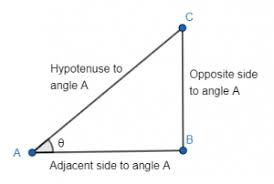 C
Hypotenuse to
angle A
Opposite side
to angle A
θ
B
A
Adjacent side to angle A